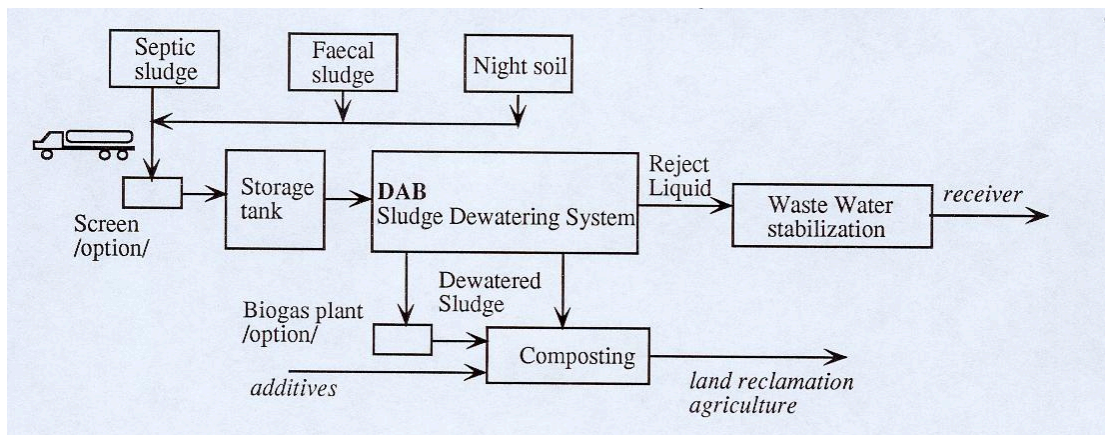 Septic
sludge
Faecal
sludge
Night soil
Screen
/option/
Storage
tank
DAB
Sludge Dewatering System
Reject
Liquid
Waste Water
stabilization
receiver
Dewatered
Sludge
Biogas plant
/option/
Composting
additives
land reclamation
agriculture